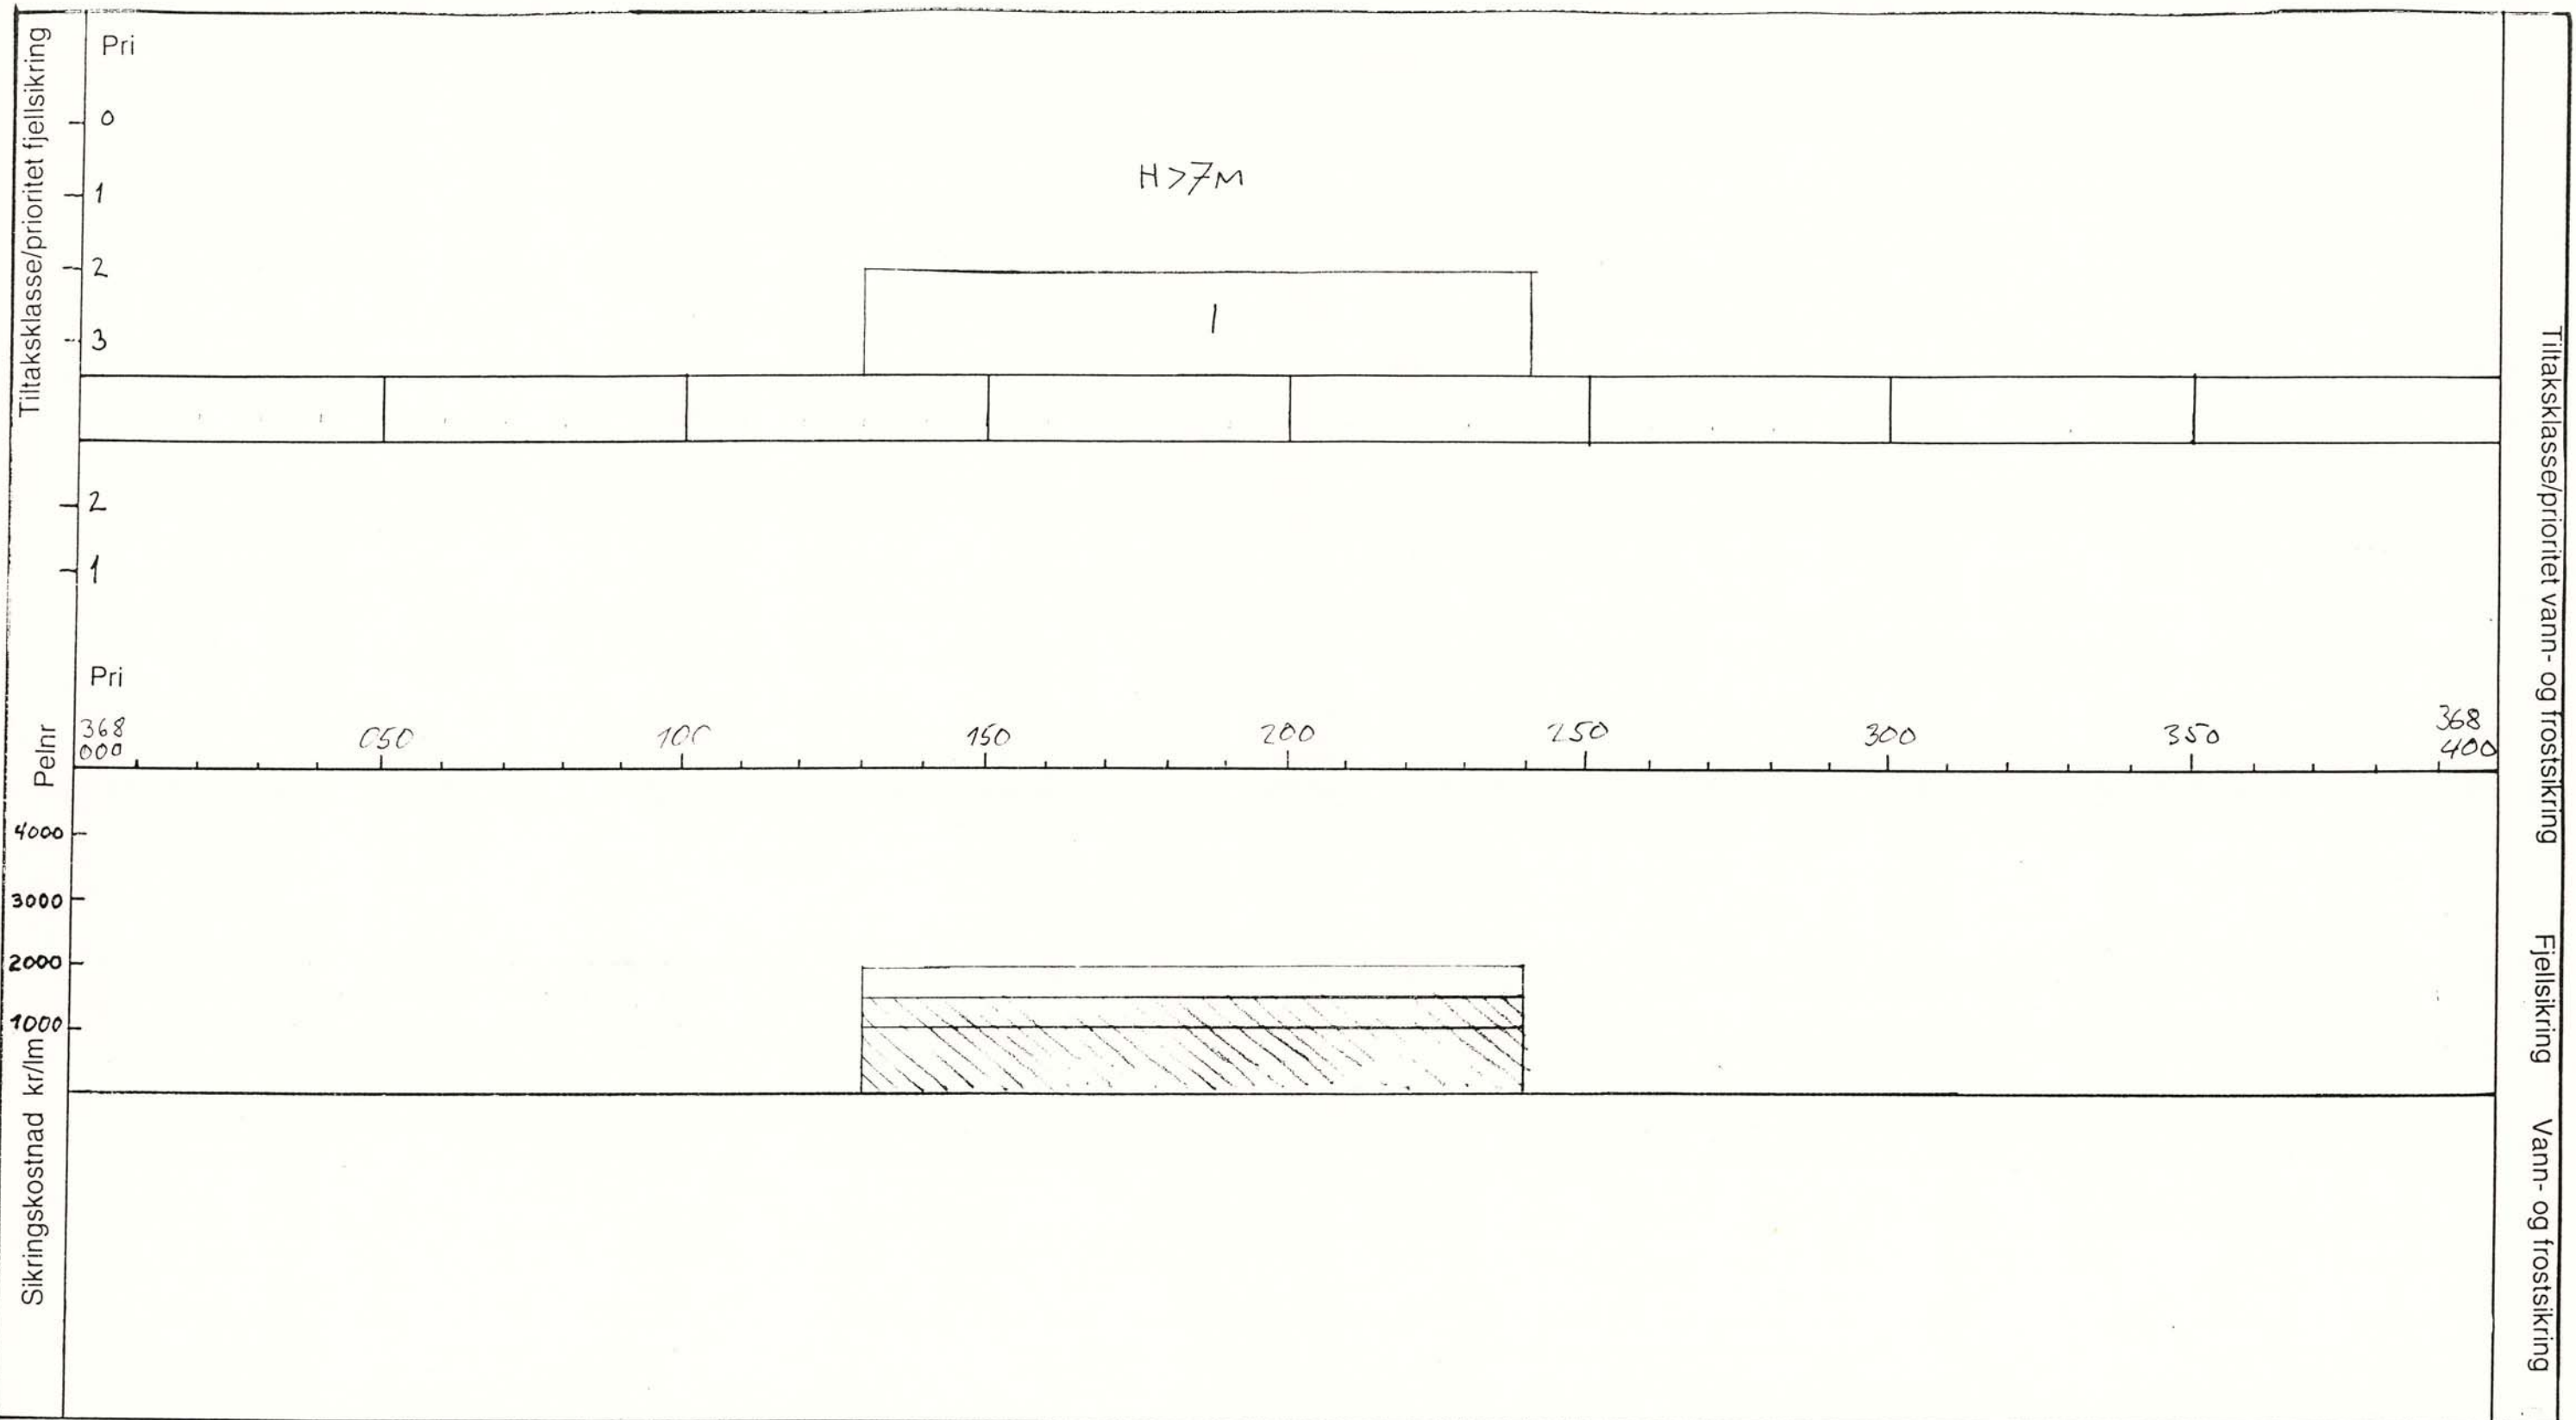 Tiltaksklasse/prioritet fjellsikring
Pri
0
1
H>7M
2
I
3
2
1
Pri
Pelnr
368
000
050
100
150
200
250
300
350
368
400
4000
3000
2000
1000
Sikringskostnad kr/lm
Tiltaksklasse/prioritet vann- og frostsikring
Fjellsikring
Vann- og frostsikring